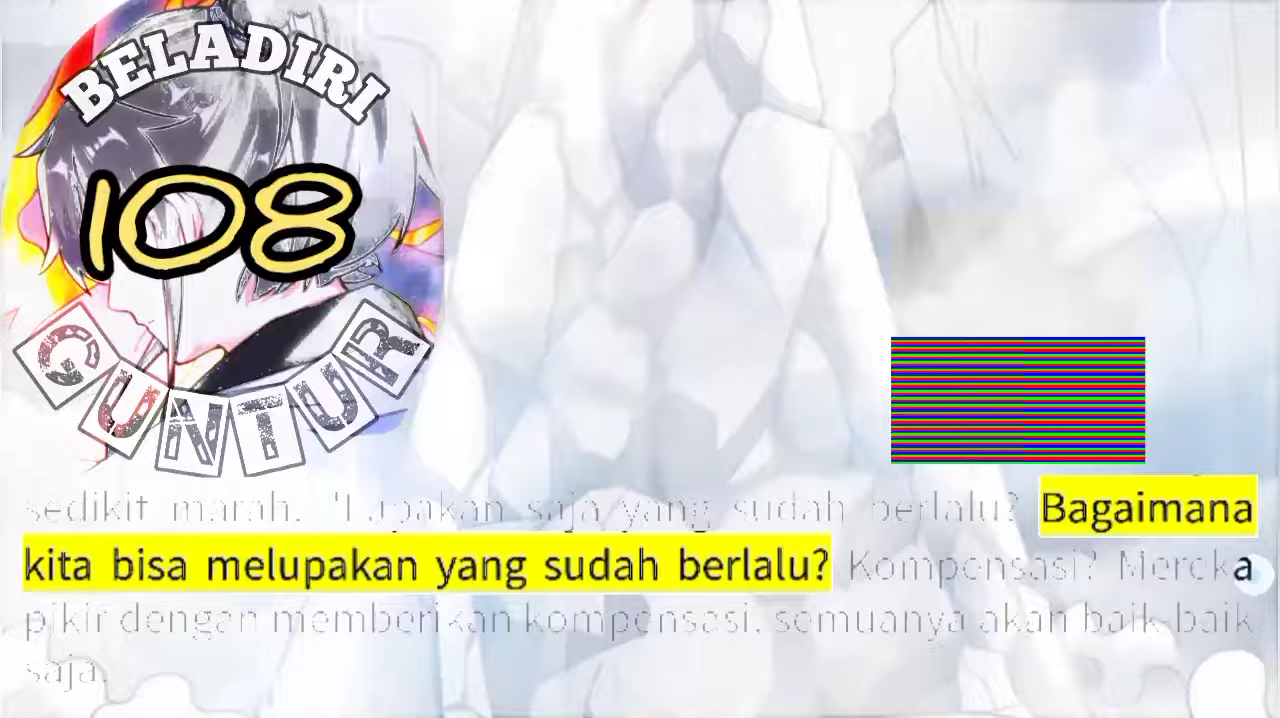 BELADIRI
108
GUNTUR
sedikit marah. 'Lupakan saja yang sudah berlalu? Bagaimana
kita bisa melupakan yang sudah berlalu? Kompensasi? Mereka
pikir dengan memberikan kompensasi, semuanya akan baik-baik
saja.